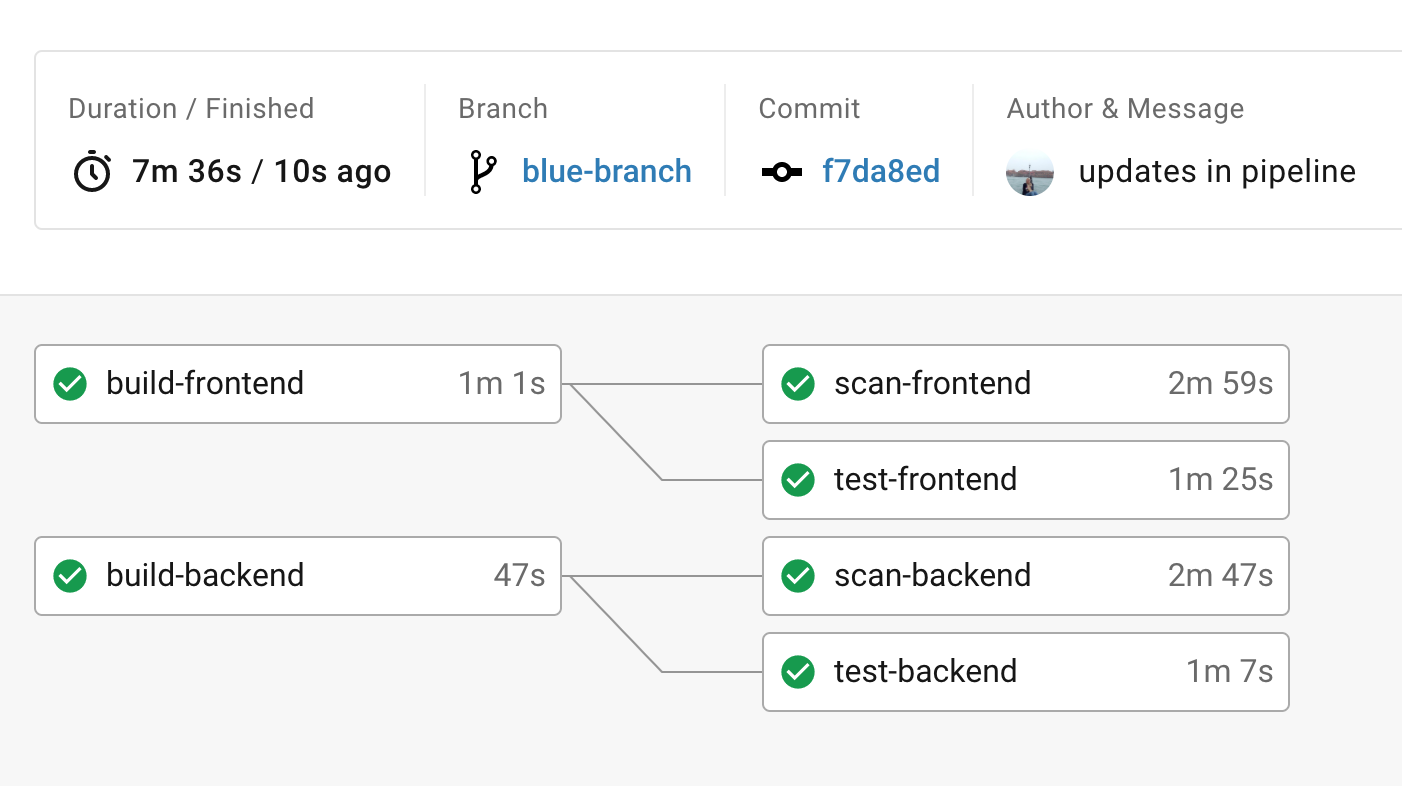 Duration / Finished
7m 36s / 10s ago
Branch
blue-branch
Commit
f7da8ed
Author & Message
updates in pipeline
build-frontend 1m 1s
scan-frontend 2m 59s
test-frontend 1m 25s
build-backend 47s
scan-backend 2m 47s
test-backend 1m 7s